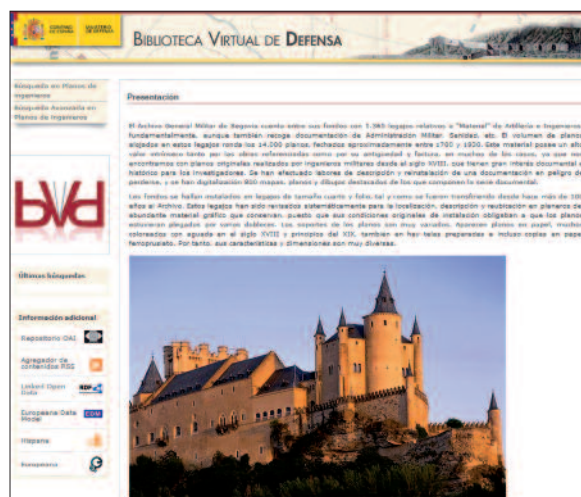 GOBIERNO DE ESPAÑA
MINISTERIO DE DEFENSA
BIBLIOTECA VIRTUAL DE DEFENSA
Búsqueda en Planos de
Ingenieros
Búsqueda Avanzada en
Planos de Ingenieros
bvd
Últimas búsquedas
Información adicional
Repositorio OAI
Agregador de
contenidos RSS
Linked Open
Data
RDF
Europeana Data
Model
EDM
Hispana
Europeana
Presentación
El Archivo General Militar de Segovia cuenta entre sus fondos con legajos relativos a "Material" de Artillería e Ingenieros,
fundamentalmente, aunque también recoge documentación de Administración Militar, Sanidad, etc. El volumen de planos
alojados en estos legajos ronda los 14.000 planos, fechados aproximadamente entre 1700 y 1930. Este material posee un alto
valor intrínseco tanto por las obras referenciadas como por su antigüedad y factura, en muchos de los casos, ya que nos
encontramos con planos originales realizados por ingenieros militares desde el siglo XVIII, que tienen gran interés documental e
histórico para los investigadores. Se han efectuado labores de descripción y reinstalación de una documentación en peligro de
perderse, y se han digitalización 800 mapas, planos y dibujos destacados de los que componen la serie documental.
Los fondos se hallan instalados en legajos de tamaño cuarto y folio, tal y como se fueron transfiriendo desde hace más de 100
años al Archivo. Estos legajos han sido revisados sistemáticamente para la localización, descripción y reubicación en planeros del
abundante material gráfico que conservan, puesto que sus condiciones originales de instalación obligaban a que los planos
estuvieran plegados por varios dobleces. Los soportes de los planos son muy variados. Aparecen planos en papel, muchos
coloreados con aguada en el siglo XVIII y principios del XIX, también en hay telas preparadas e incluso copias en papel
ferroprusiato. Por tanto, sus características y dimensiones son muy diversas.